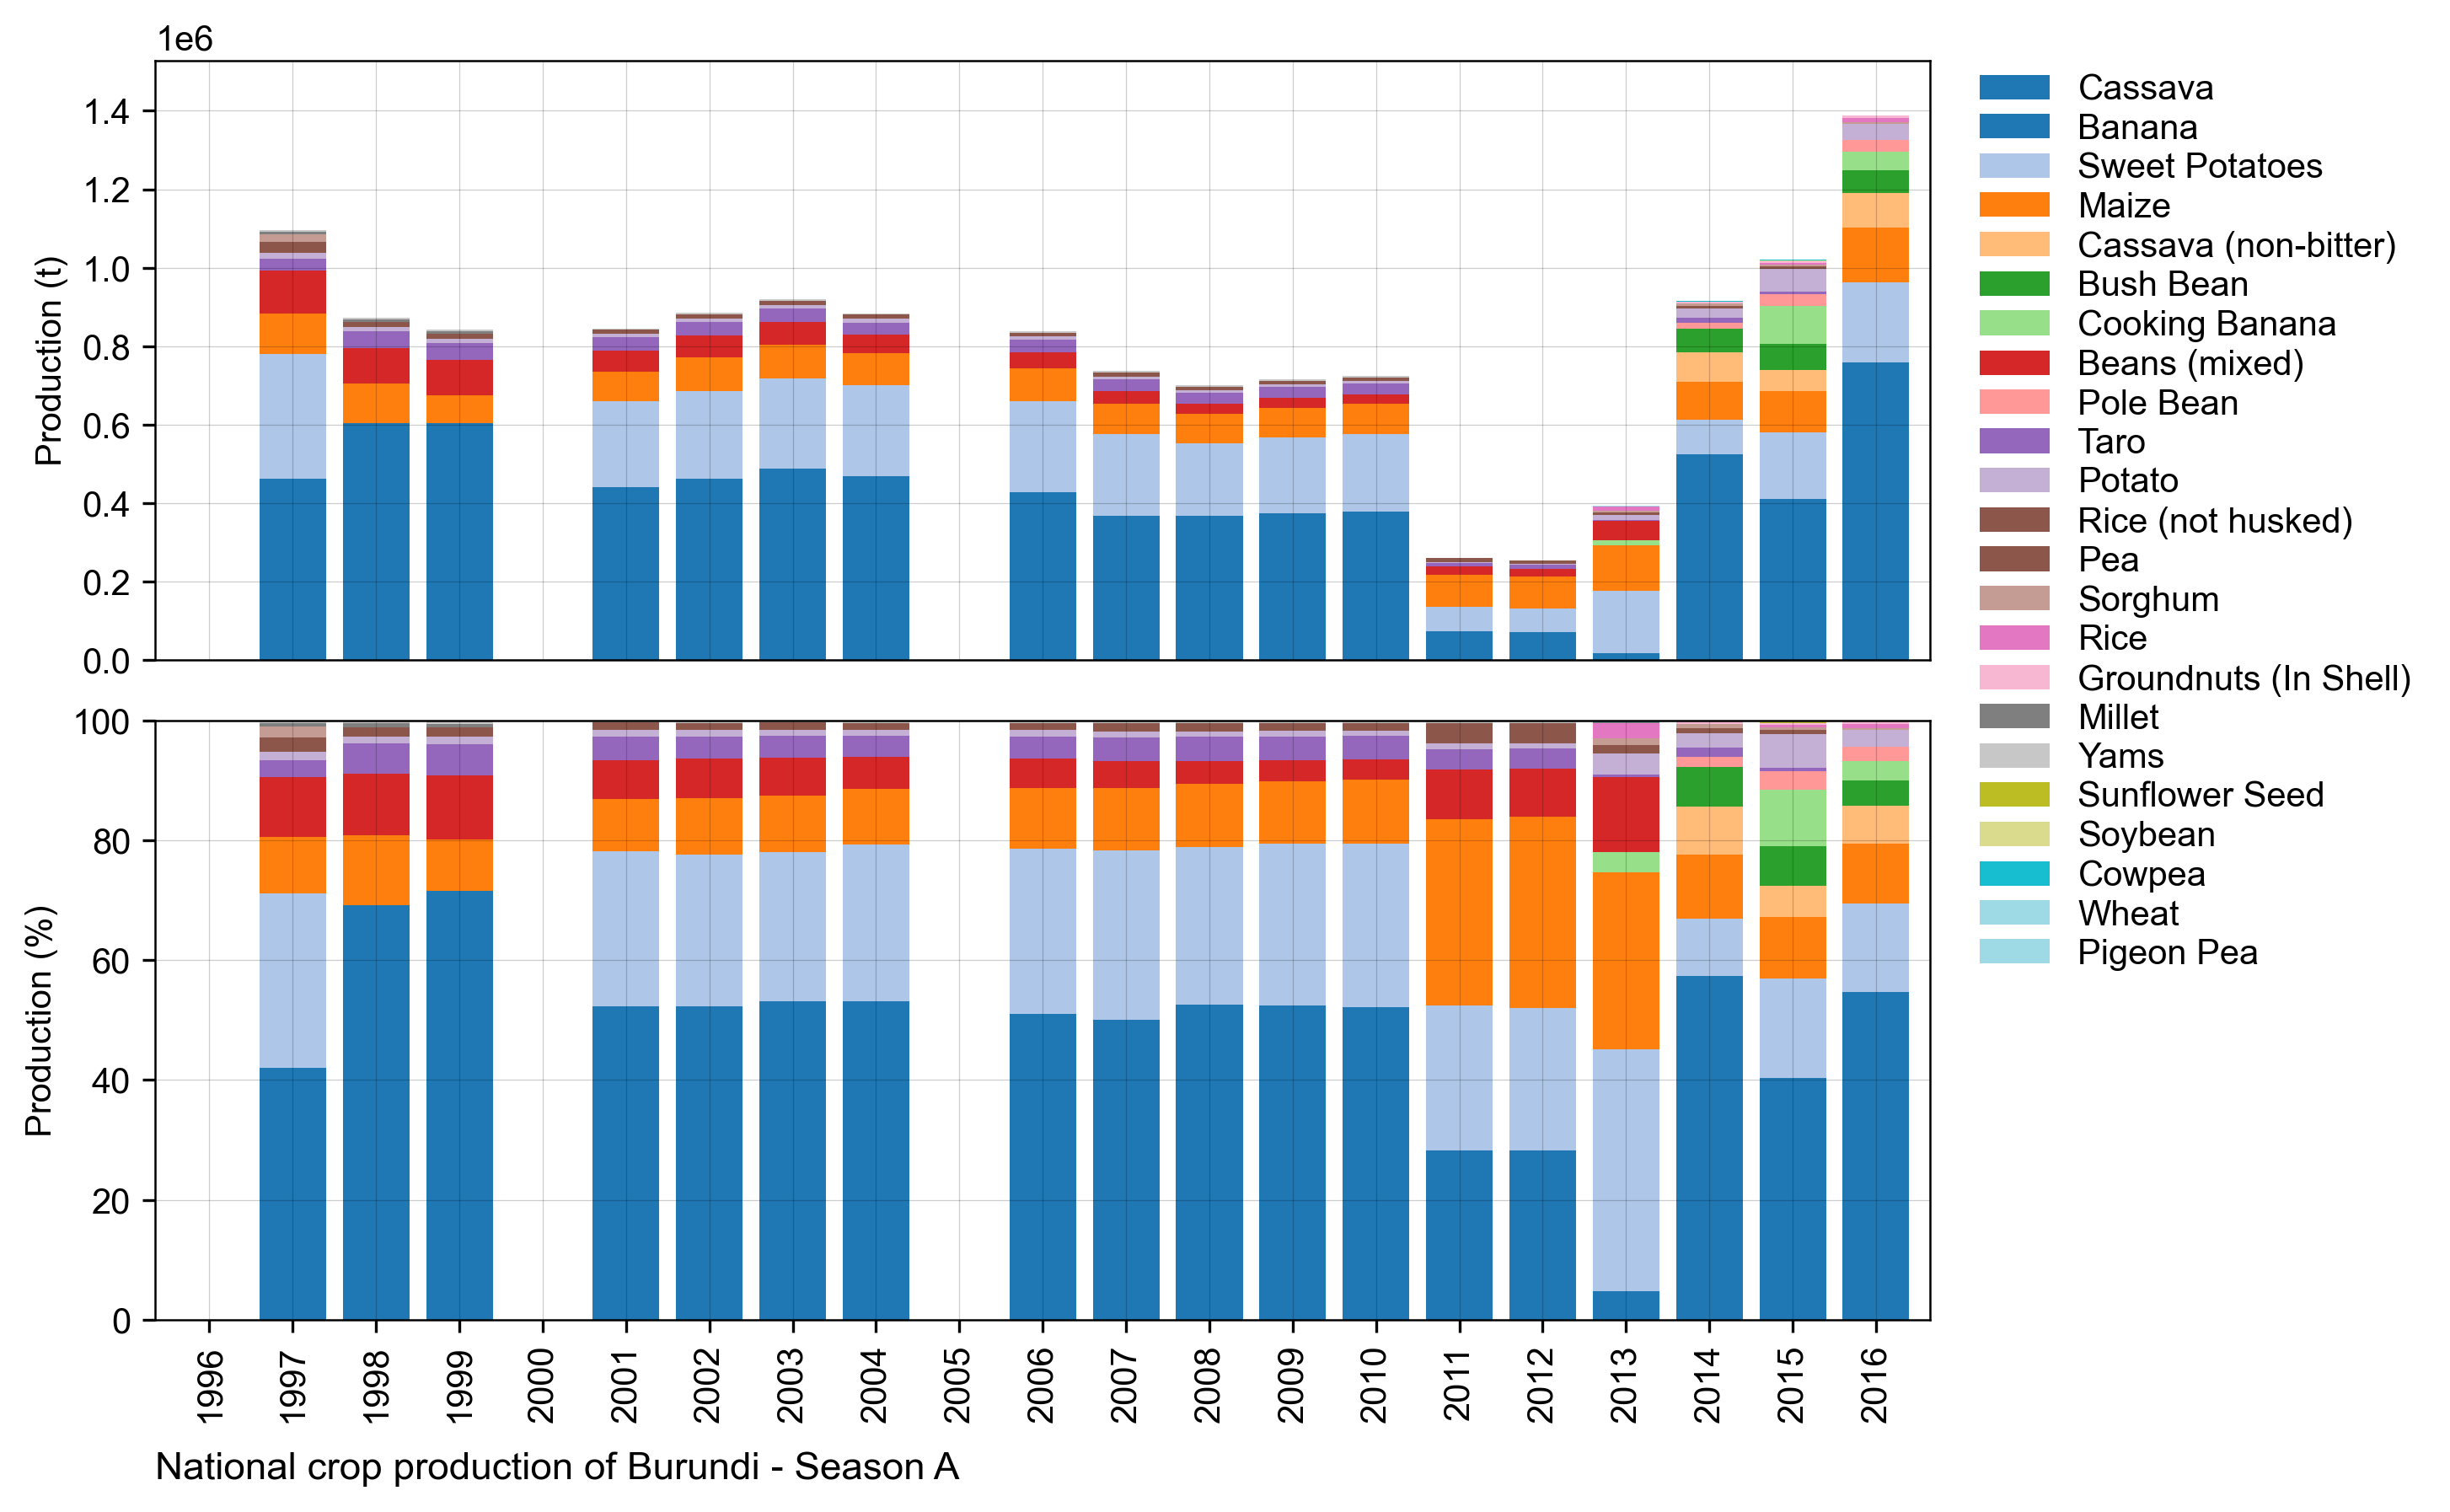 1e6
Production (t)
1.4
1.2
1.0
0.8
0.6
0.4
0.2
0.0
Cassava
Banana
Sweet Potatoes
Maize
Cassava (non-bitter)
Bush Bean
Cooking Banana
Beans (mixed)
Pole Bean
Taro
Potato
Rice (not husked)
Pea
Sorghum
Rice
Groundnuts (In Shell)
Millet
Yams
Sunflower Seed
Soybean
Cowpea
Wheat
Pigeon Pea
Production (%)
100
80
60
40
20
0
1996 1997 1998 1999 2000 2001 2002 2003 2004 2005 2006 2007 2008 2009 2010 2011 2012 2013 2014 2015 2016
National crop production of Burundi - Season A